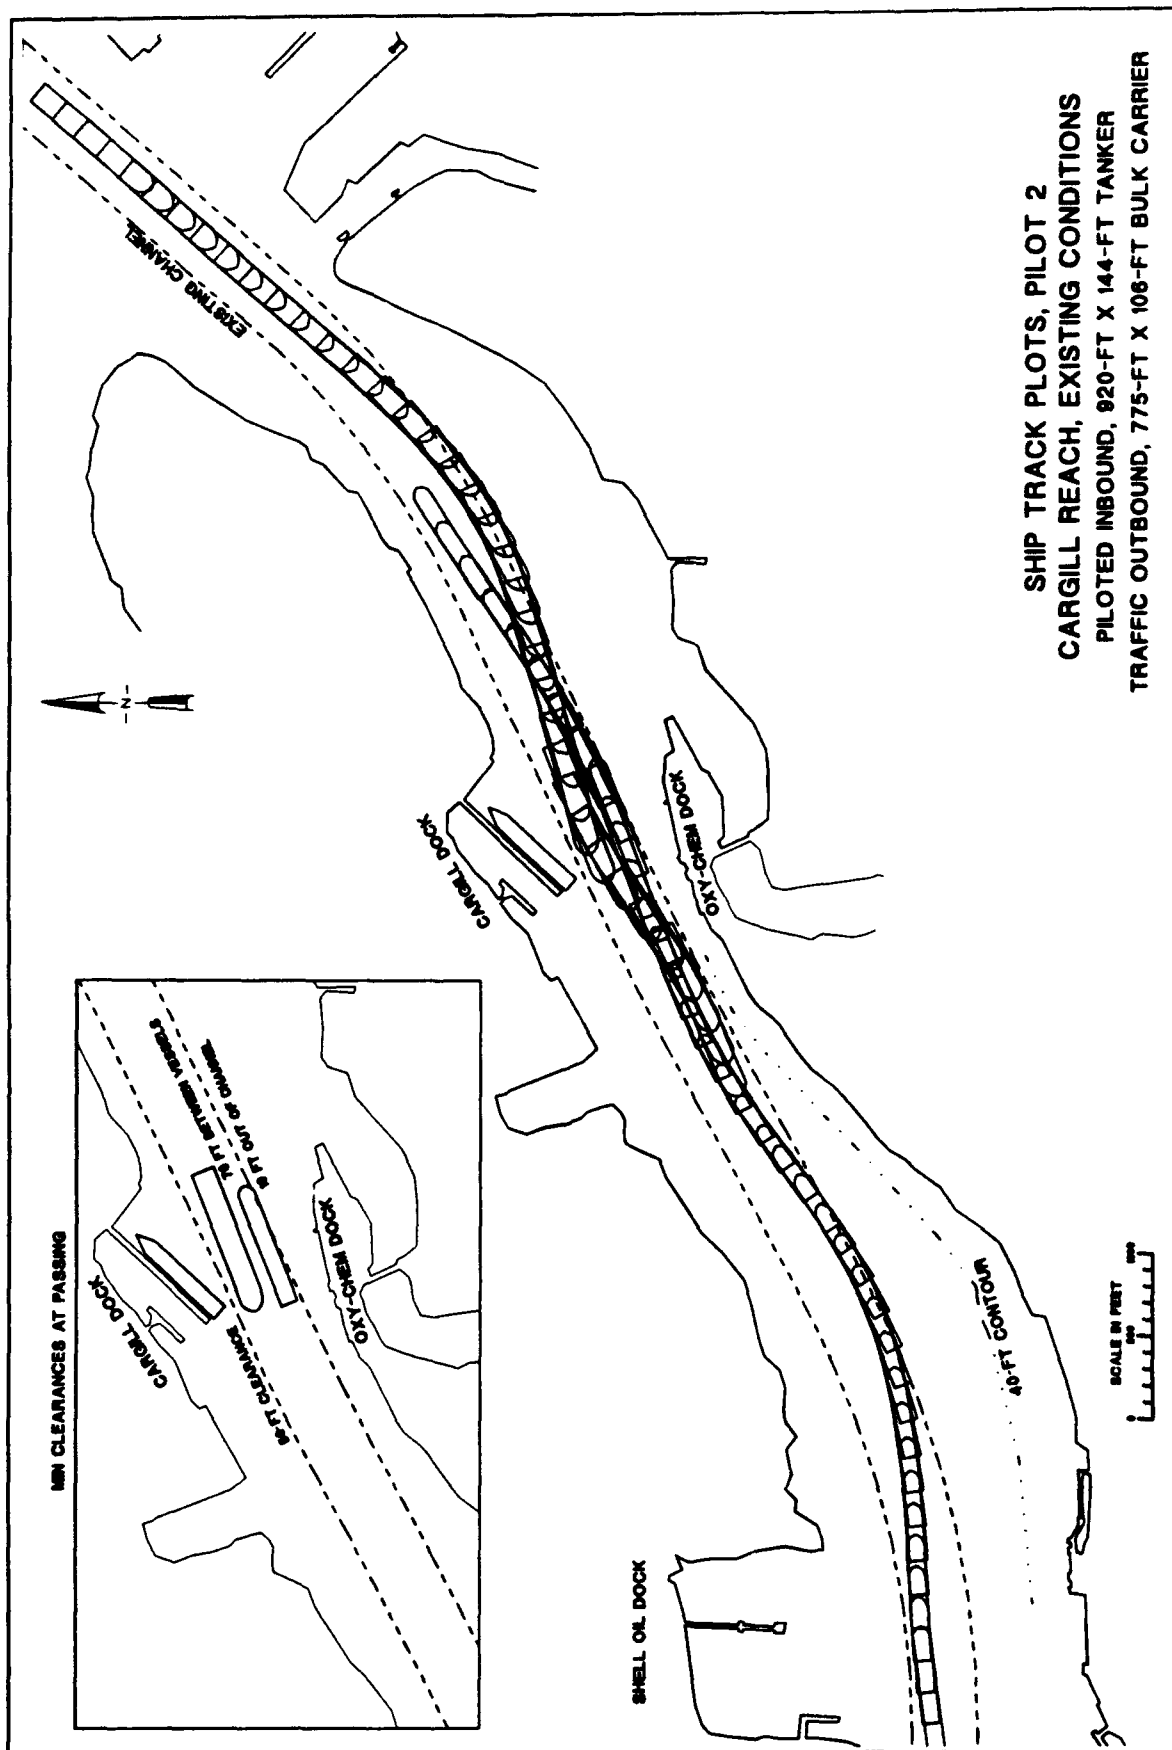 MIN CLEARANCES AT PASSING
CARGILL DOCK
50-FT CLEARANCE
OXY-CHEM DOCK
N
EXISTING CHANNEL
CARGILL DOCK
OXY-CHEM DOCK
SHELL OIL DOCK
40-FT CONTOUR
SCALE IN FEET
0 500
SHIP TRACK PLOTS, PILOT 2
CARGILL REACH, EXISTING CONDITIONS
PILOTED INBOUND, 920-FT X 144-FT TANKER
TRAFFIC OUTBOUND, 775-FT X 106-FT BULK CARRIER
FT BETWEEN VESSELS
FT OUT OF CHANNEL